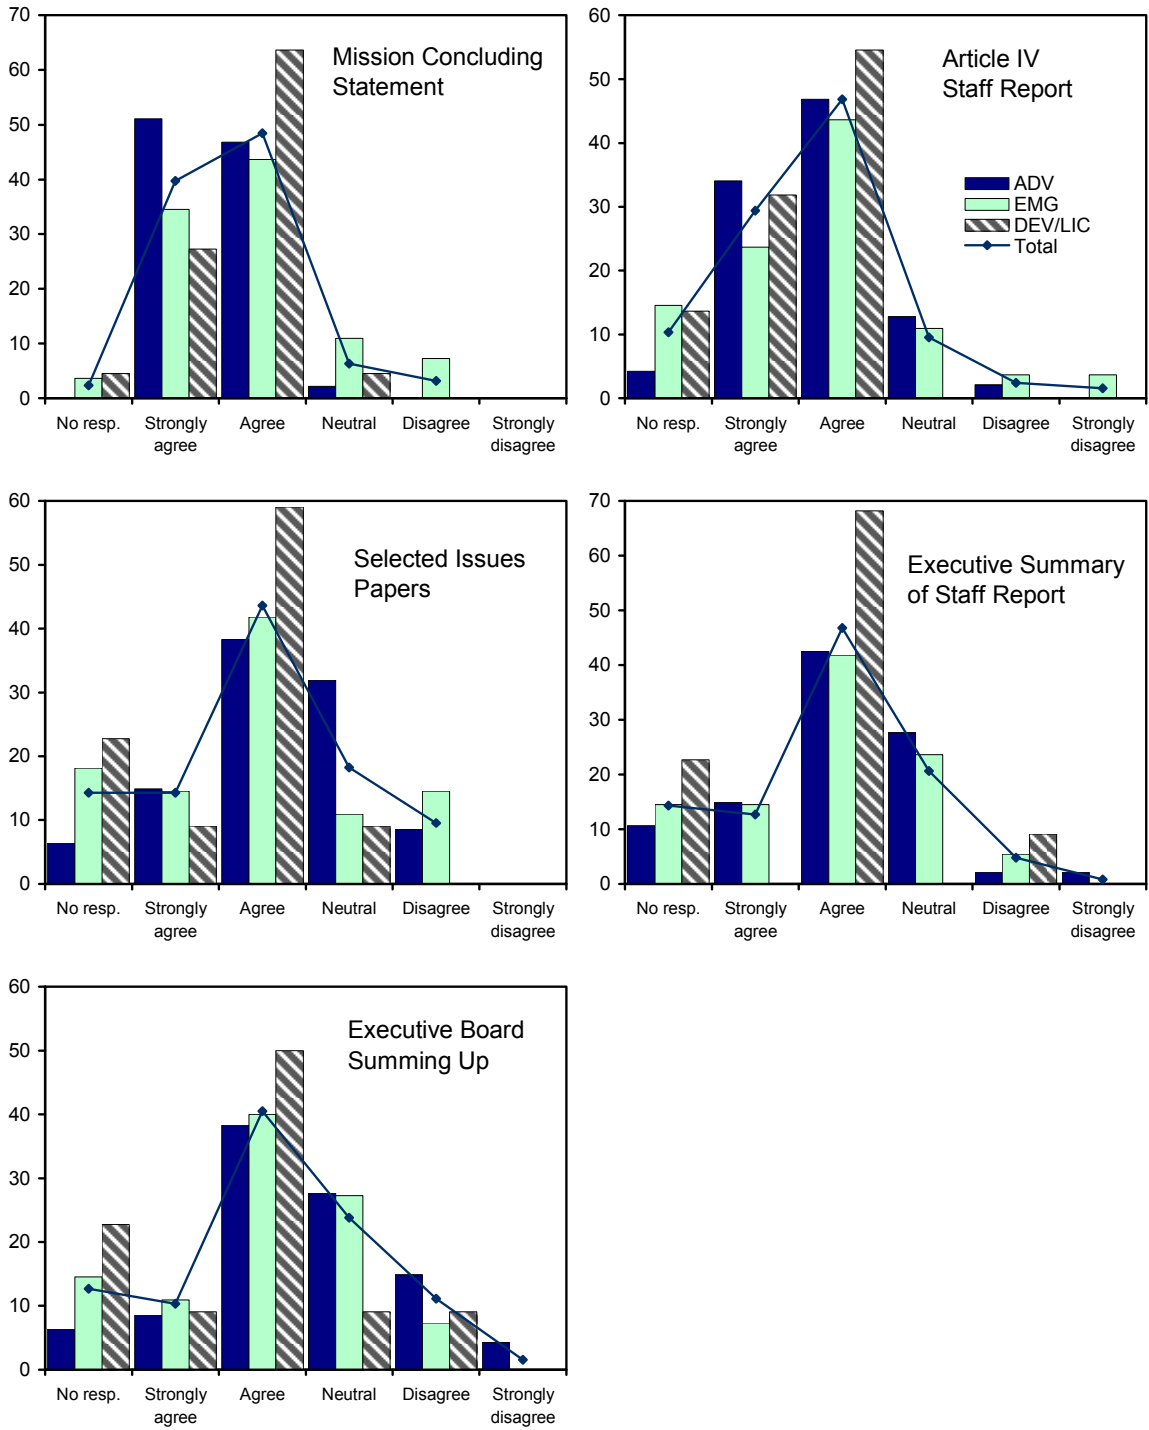 Mission Concluding
Statement
70
60
50
40
30
20
10
0
No resp.
Strongly
agree
Agree
Neutral
Disagree
Strongly
disagree
Article IV
Staff Report
60
50
40
30
20
10
0
ADV
EMG
DEV/LIC
Total
No resp.
Strongly
agree
Agree
Neutral
Disagree
Strongly
disagree
Selected Issues
Papers
60
50
40
30
20
10
0
No resp.
Strongly
agree
Agree
Neutral
Disagree
Strongly
disagree
Executive Summary
of Staff Report
70
60
50
40
30
20
10
0
No resp.
Strongly
agree
Agree
Neutral
Disagree
Strongly
disagree
Executive Board
Summing Up
60
50
40
30
20
10
0
No resp.
Strongly
agree
Agree
Neutral
Disagree
Strongly
disagree